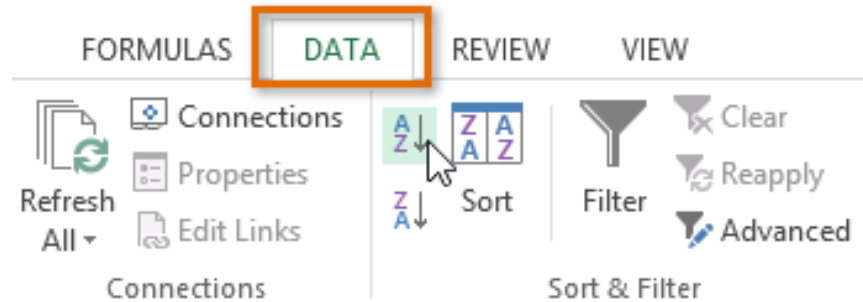 FORMULAS DATA REVIEW VIEW
Connections
Properties
Edit Links
Refresh
All
Connections
A
Z
Z
A
Z A
A Z
Sort
Filter
Clear
Reapply
Advanced
Sort & Filter